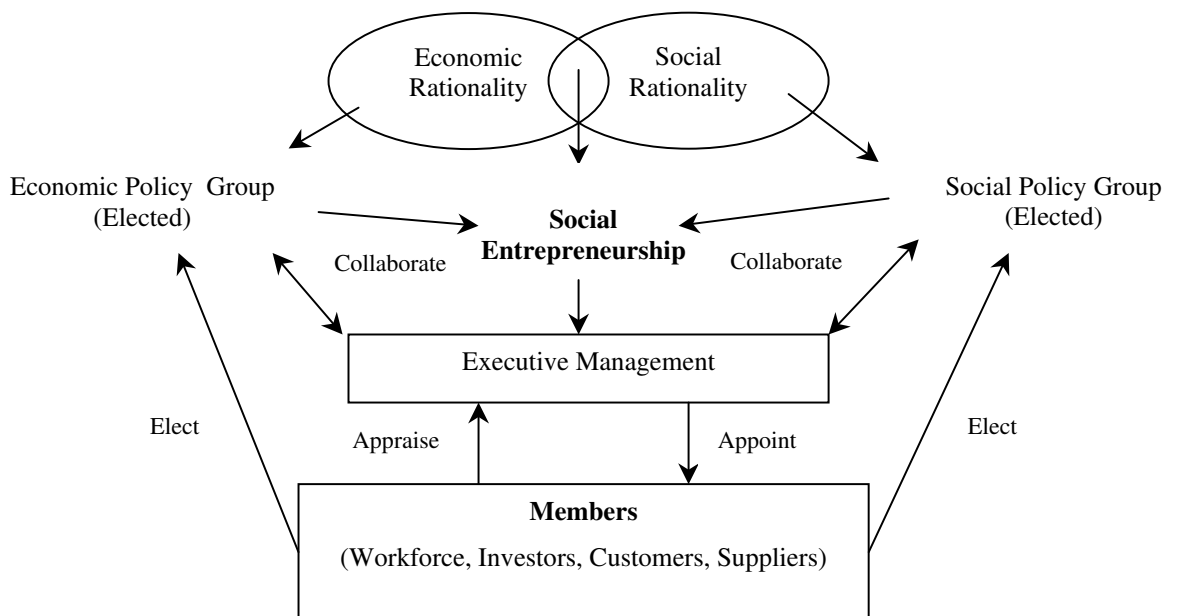 Economic
Rationality
Social
Rationality
Economic Policy  Group
(Elected)
Social
Entrepreneurship
Social Policy Group
(Elected)
Collaborate
Collaborate
Executive Management
Elect
Appraise
Appoint
Elect
Members
(Workforce, Investors, Customers, Suppliers)